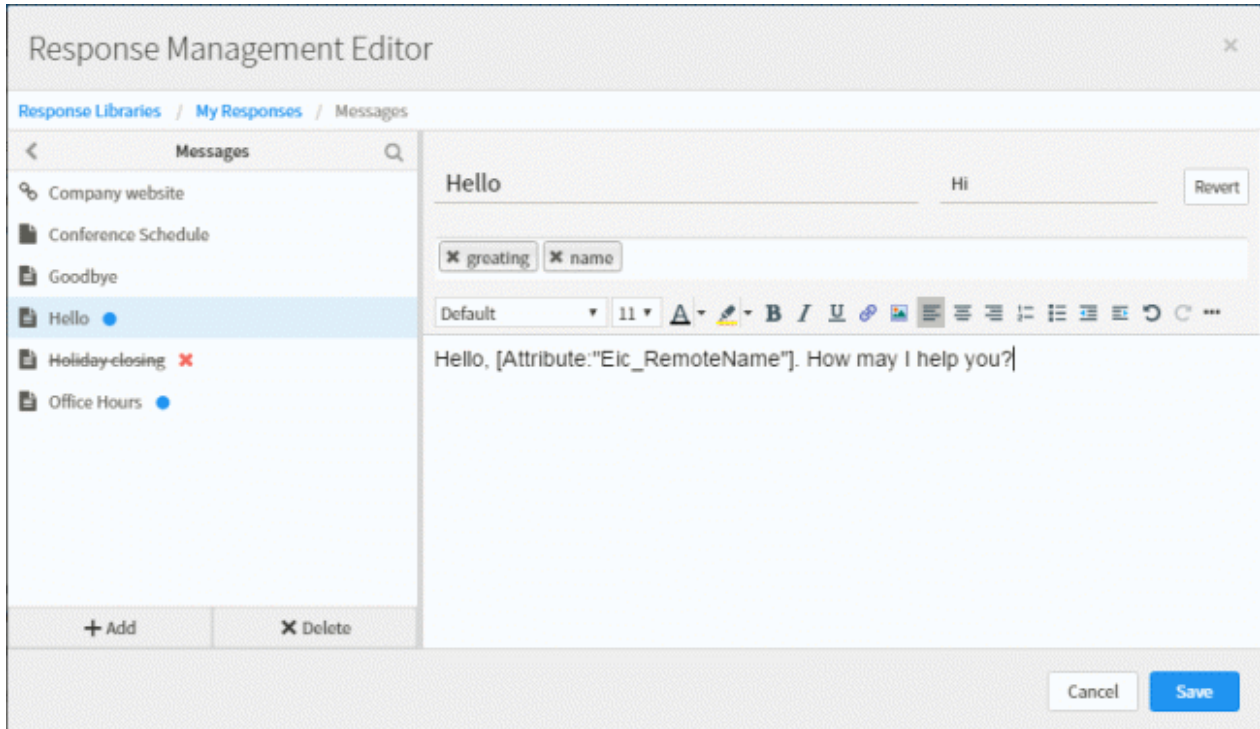 Response Management Editor
Response Libraries / My Responses / Messages
Messages
Company website
Conference Schedule
Goodbye
Hello
Holiday closing
Office Hours
+ Add
Delete
Hello
Hi
Revert
greating
name
Default
11
A
B I U
Hello, [Attribute:"Eic_RemoteName"]. How may I help you?
Cancel
Save